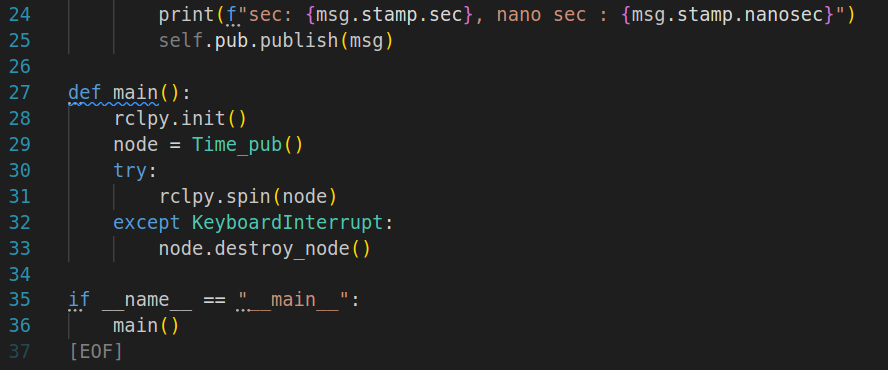 24 print(f"sec: {msg.stamp.sec}, nano sec : {msg.stamp.nanosec}")
25 self.pub.publish(msg)
26
27 def main():
28 rclpy.init()
29 node = Time_pub()
30 try:
31 rclpy.spin(node)
32 except KeyboardInterrupt:
33 node.destroy_node()
34
35 if __name__ == "__main__":
36 main()
37 [EOF]